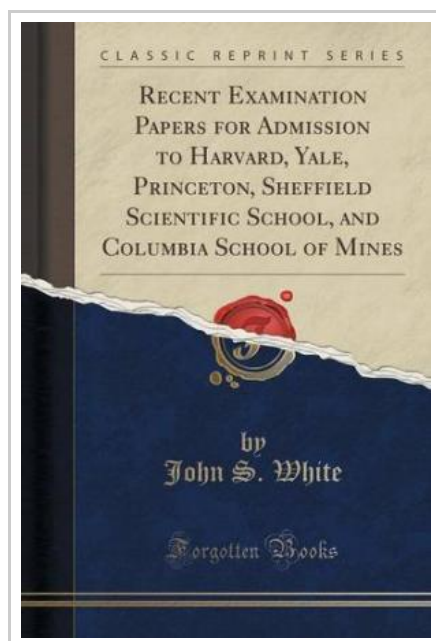 CLASSIC REPRINT SERIES
RECENT EXAMINATION
PAPERS FOR ADMISSION
TO HARVARD, YALE,
PRINCETON, SHEFFIELD
SCIENTIFIC SCHOOL, AND
COLUMBIA SCHOOL OF MINES
by
John S. White
Forgotten Books